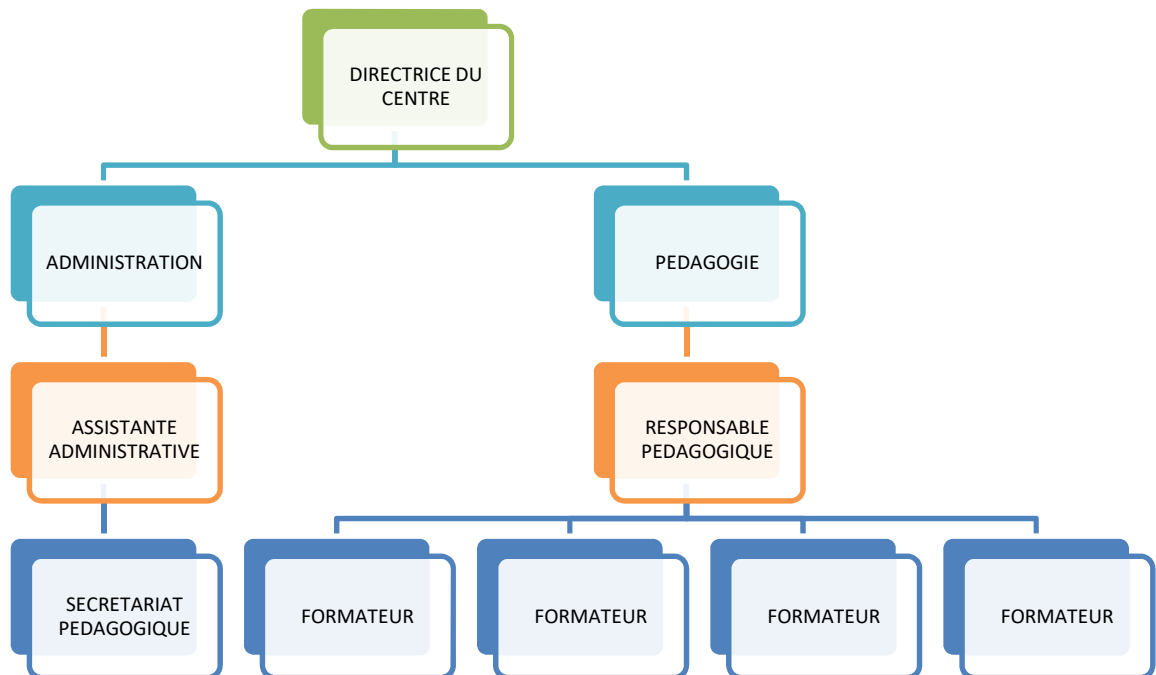 DIRECTRICE DU
CENTRE
ADMINISTRATION
PEDAGOGIE
ASSISTANTE
ADMINISTRATIVE
RESPONSABLE
PEDAGOGIQUE
SECRETARIAT
PEDAGOGIQUE
FORMATEUR
FORMATEUR
FORMATEUR
FORMATEUR